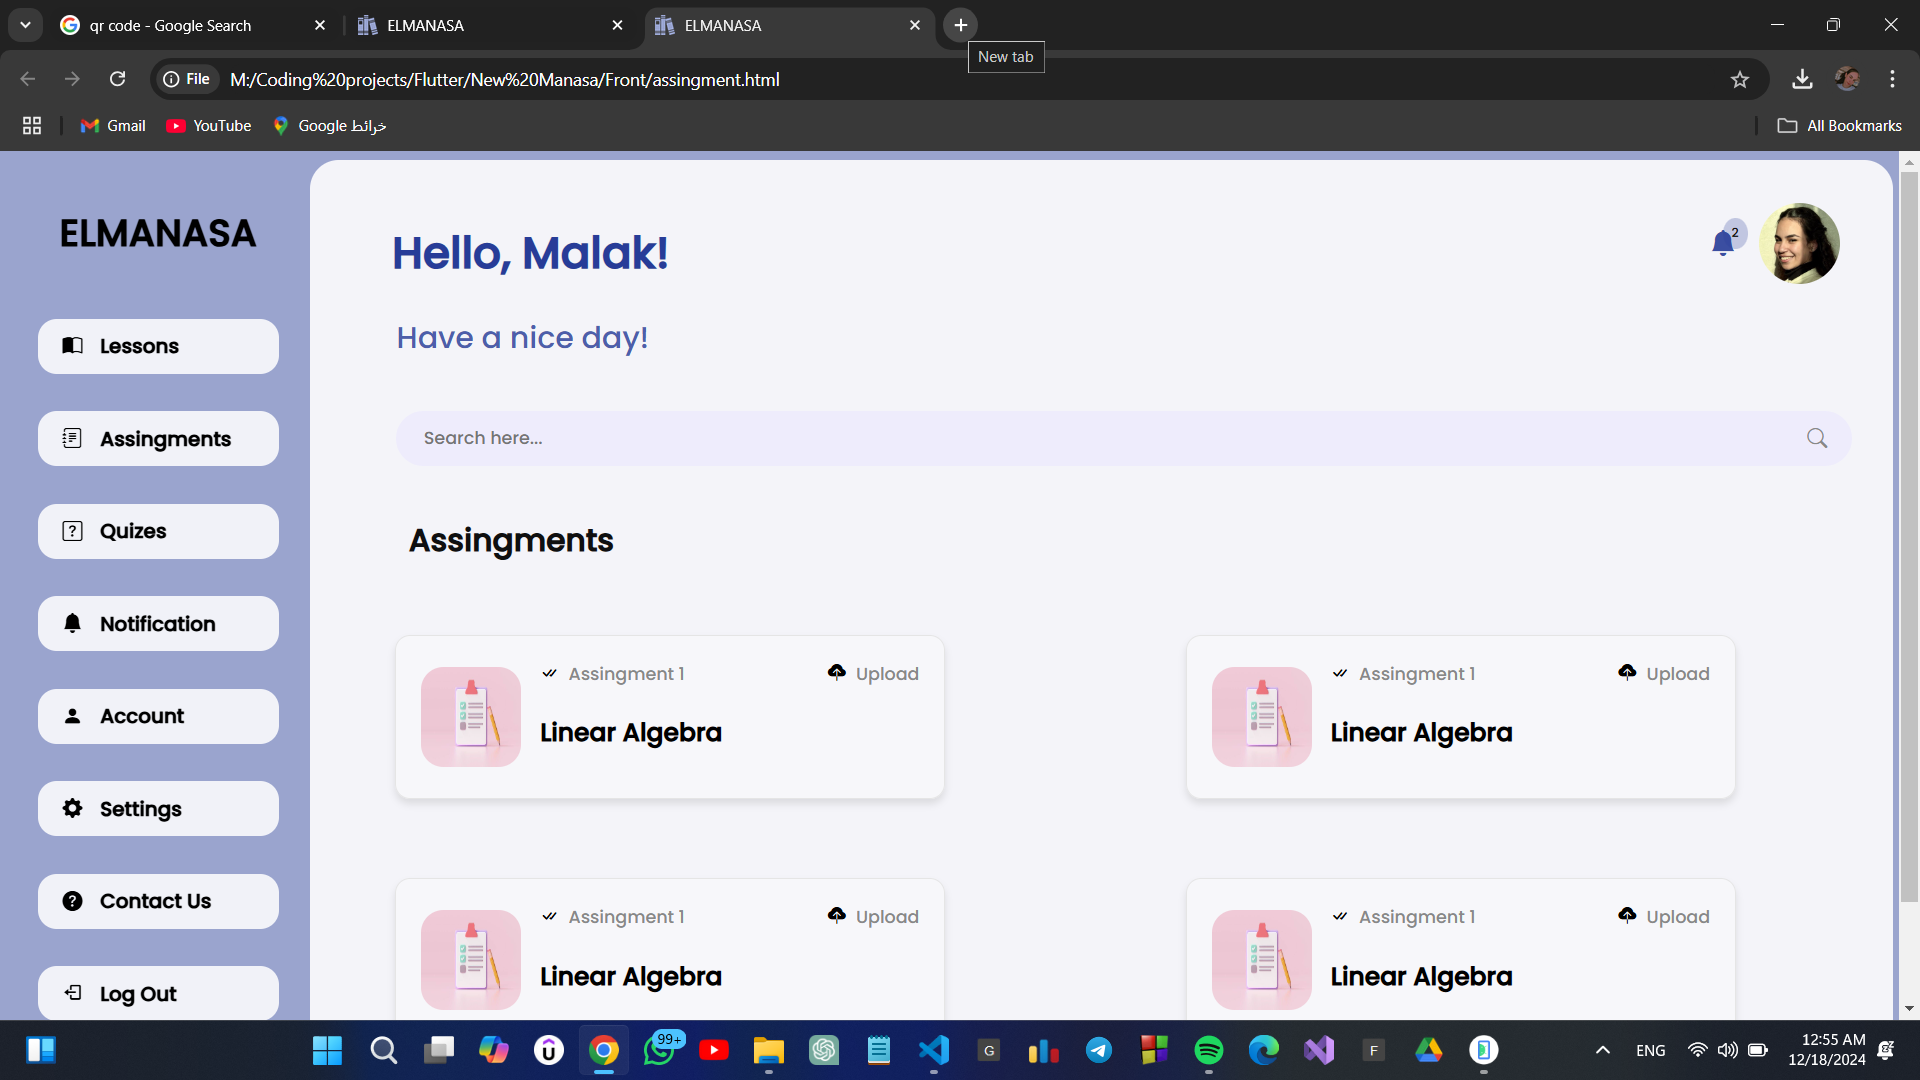 qr code - Google Search
ELMANASA
ELMANASA
New tab
File
M:/Coding%20projects/Flutter/New%20Manasa/Front/assingment.html
Gmail
YouTube
Google خرائط
All Bookmarks
ELMANASA
Lessons
Assingments
Quizes
Notification
Account
Settings
Contact Us
Log Out
Hello, Malak!
2
Have a nice day!
Search here...
Assingments
Assingment 1
Upload
Linear Algebra
Assingment 1
Upload
Linear Algebra
Assingment 1
Upload
Linear Algebra
Assingment 1
Upload
Linear Algebra
99+
G
F
ENG
12:55 AM
12/18/2024